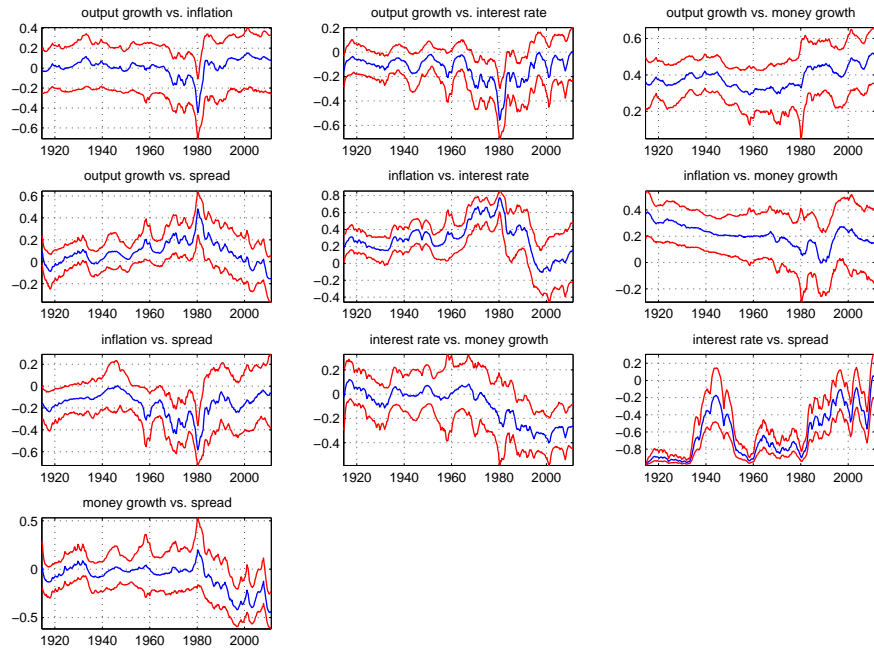 output growth vs. inflation
0.4
0.2
0
−0.2
−0.4
−0.6
1920 1940 1960 1980 2000
output growth vs. interest rate
0.2
0
−0.2
−0.4
−0.6
1920 1940 1960 1980 2000
output growth vs. money growth
0.6
0.4
0.2
1920 1940 1960 1980 2000
output growth vs. spread
0.6
0.4
0.2
0
−0.2
1920 1940 1960 1980 2000
inflation vs. interest rate
0.8
0.6
0.4
0.2
0
−0.2
−0.4
1920 1940 1960 1980 2000
inflation vs. money growth
0.4
0.2
0
−0.2
1920 1940 1960 1980 2000
inflation vs. spread
0.2
0
−0.2
−0.4
−0.6
1920 1940 1960 1980 2000
interest rate vs. money growth
0.2
0
−0.2
−0.4
1920 1940 1960 1980 2000
interest rate vs. spread
0.2
0
−0.2
−0.4
−0.6
−0.8
1920 1940 1960 1980 2000
money growth vs. spread
0.5
0
−0.5
1920 1940 1960 1980 2000